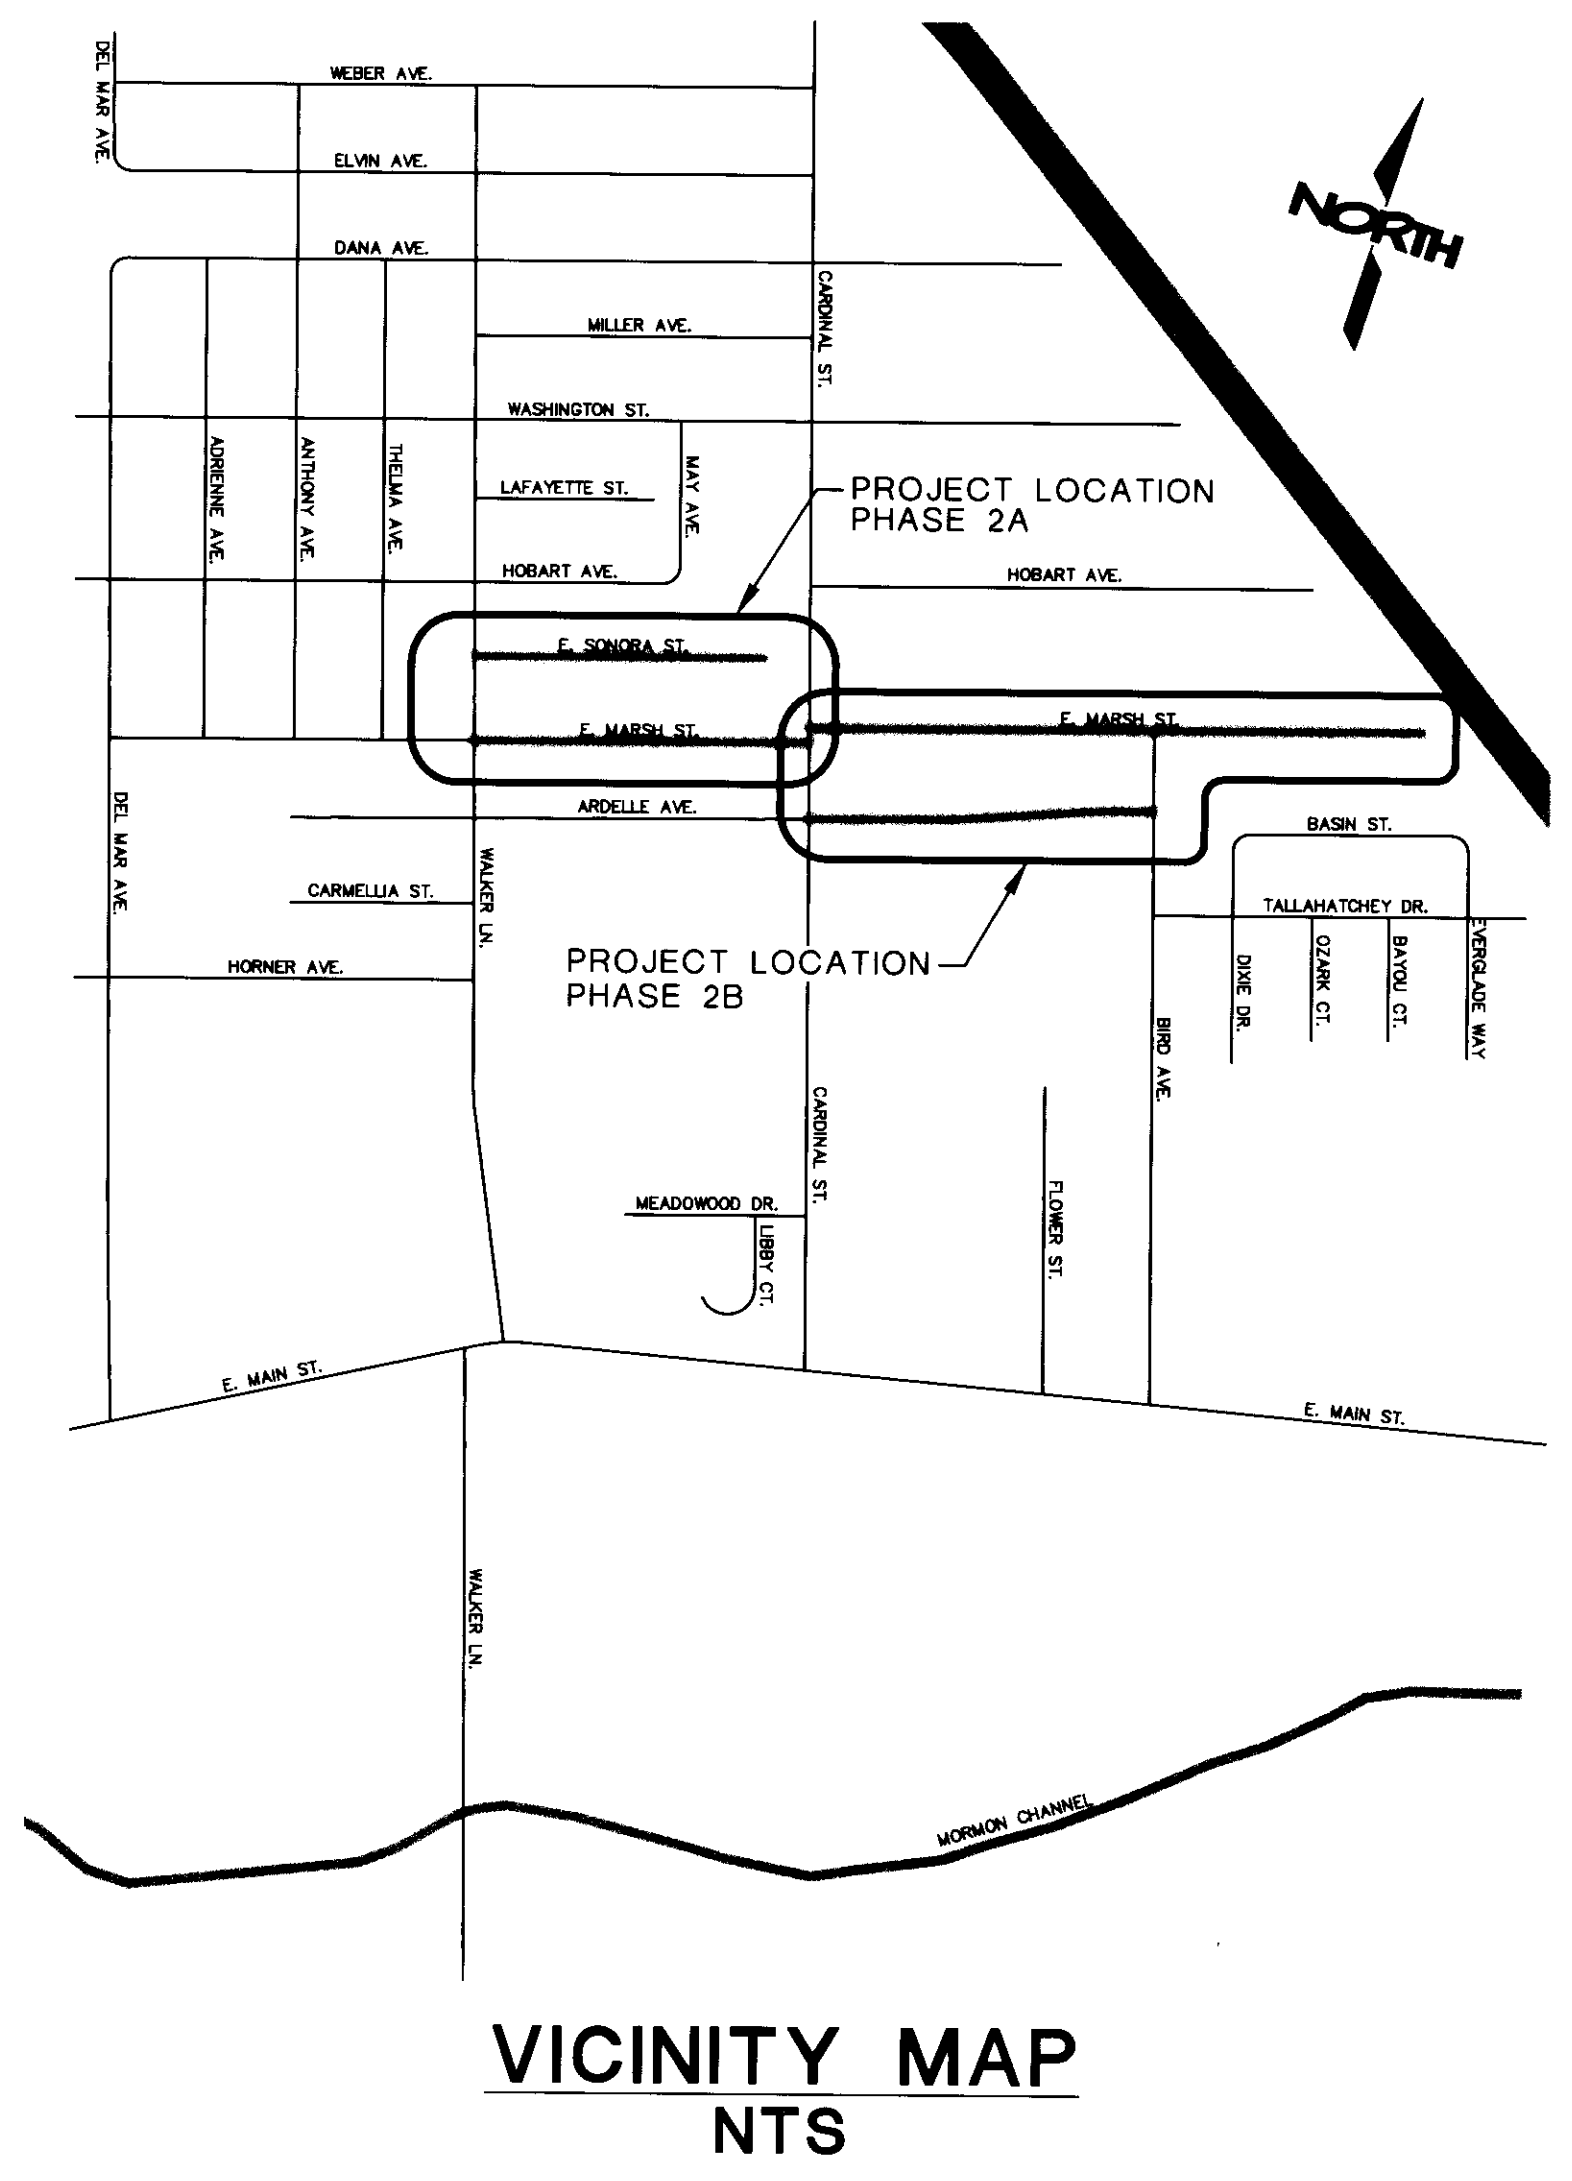 DEL MAR AVE.
WEBER AVE.
ELVIN AVE.
NORTH
DANA AVE.
CARDINAL ST.
MILLER AVE.
WASHINGTON ST.
ADRIENNE AVE.
ANTHONY AVE.
THELMA AVE.
LAFAYETTE ST.
MAY AVE.
PROJECT LOCATION
PHASE 2A
HOBART AVE.
HOBART AVE.
E. SONORA ST.
E. MARSH ST.
E. MARSH ST.
DEL MAR AVE.
ARDELLE AVE.
BASIN ST.
WALKER LN.
CARMELLIA ST.
TALLAHATCHEY DR.
HORNER AVE.
PROJECT LOCATION
PHASE 2B
DIXIE DR.
OZARK CT.
BAYOU CT.
EVERGLADE WAY
BIRD AVE.
CARDINAL ST.
MEADOWOOD DR.
LIBBY CT.
FLOWER ST.
E. MAIN ST.
E. MAIN ST.
WALKER LN.
MORMON CHANNEL
VICINITY MAP
NTS